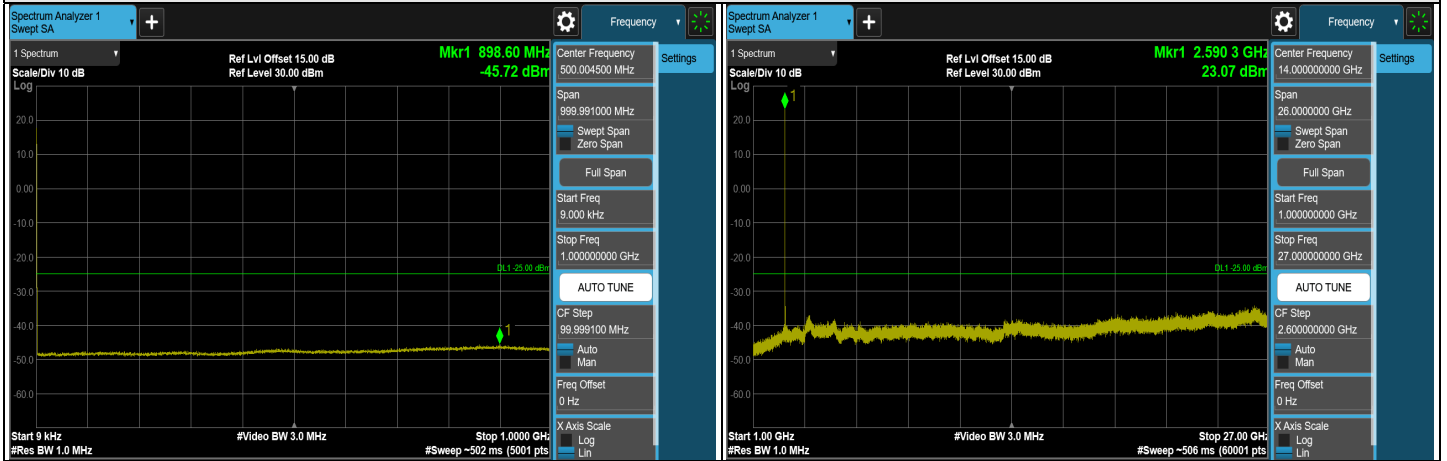 Spectrum Analyzer 1
Swept SA
+
Frequency
1 Spectrum
Scale/Div 10 dB
Log
Ref Lvl Offset 15.00 dB
Ref Level 30.00 dBm
Mkr1 898.60 MHz
-45.72 dBm
1
20.0
10.0
0.00
-10.0
-20.0
-30.0
-40.0
-50.0
-60.0
DL1 -25.00 dBm
Start 9 kHz
#Res BW 1.0 MHz
#Video BW 3.0 MHz
Stop 1.0000 GHz
#Sweep ~502 ms (5001 pts)
Center Frequency
500.004500 MHz
Settings
Span
999.991000 MHz
Swept Span
Zero Span
Full Span
Start Freq
9.000 kHz
Stop Freq
1.000000000 GHz
AUTO TUNE
CF Step
99.999100 MHz
Auto
Man
Freq Offset
0 Hz
X Axis Scale
Log
Lin
Spectrum Analyzer 1
Swept SA
+
Frequency
1 Spectrum
Scale/Div 10 dB
Log
Ref Lvl Offset 15.00 dB
Ref Level 30.00 dBm
Mkr1 2.590 3 GHz
23.07 dBm
1
20.0
10.0
0.00
-10.0
-20.0
-30.0
-40.0
-50.0
-60.0
DL1 -25.00 dBm
Start 1.00 GHz
#Res BW 1.0 MHz
#Video BW 3.0 MHz
Stop 27.00 GHz
#Sweep ~506 ms (60001 pts)
Center Frequency
14.000000000 GHz
Settings
Span
26.0000000 GHz
Swept Span
Zero Span
Full Span
Start Freq
1.000000000 GHz
Stop Freq
27.000000000 GHz
AUTO TUNE
CF Step
2.600000000 GHz
Auto
Man
Freq Offset
0 Hz
X Axis Scale
Log
Lin